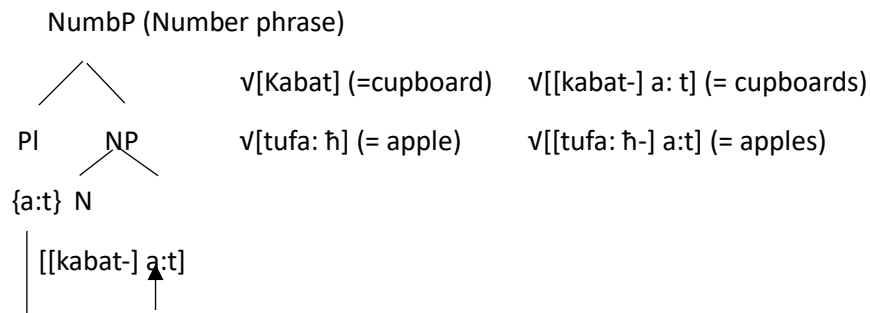 NumbP (Number phrase)
√[Kabat] (=cupboard) √[[kabat-] a: t] (= cupboards)
Pl NP √[tufa: ħ] (= apple) √[[tufa: ħ-] a:t] (= apples)
{a:t} N
[[kabat-] a:t]